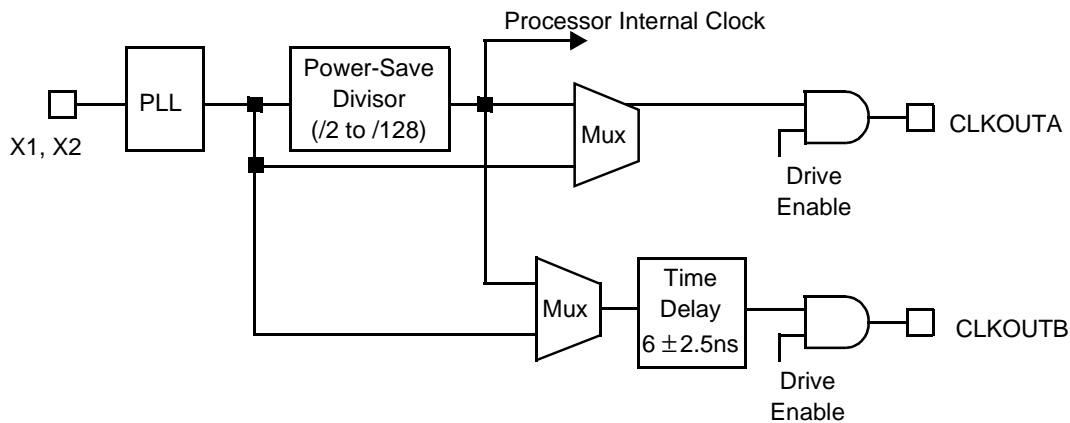 Processor Internal Clock
PLL
Power-Save
Divisor
(/2 to /128)
X1, X2
Mux
CLKOUTA
Drive
Enable
Mux
Time
Delay
6 ±2.5ns
CLKOUTB
Drive
Enable